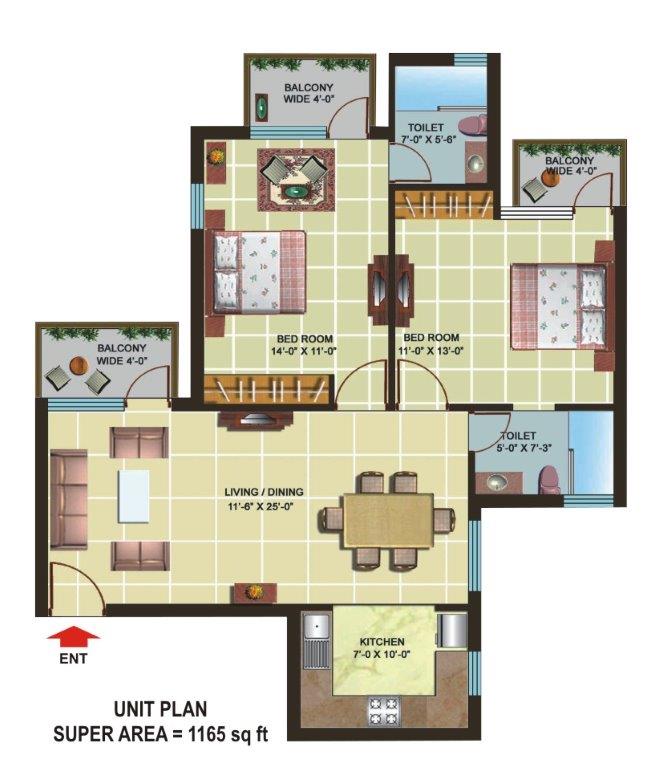 BALCONY
WIDE 4'-0"
TOILET
7'-0" X 5'-6"
BALCONY
WIDE 4'-0"
BED ROOM
14'-0" X 11'-0"
BED ROOM
11'-0" X 13'-0"
BALCONY
WIDE 4'-0"
TOILET
5'-0" X 7'-3"
LIVING / DINING
11'-6" X 25'-0"
KITCHEN
7'-0 X 10'-0"
ENT
UNIT PLAN
SUPER AREA = 1165 sq ft